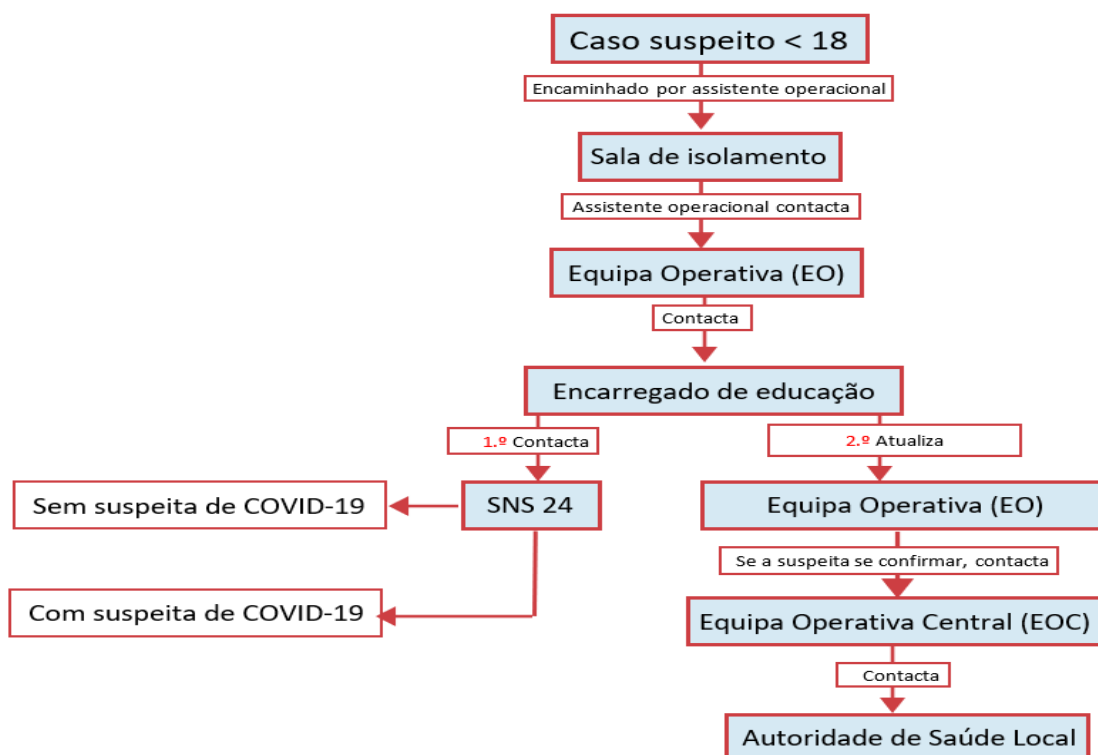 Caso suspeito < 18
Encaminhado por assistente operacional
Sala de isolamento
Assistente operacional contacta
Equipa Operativa (EO)
Contacta
Encarregado de educação
1.º Contacta
2.º Atualiza
Sem suspeita de COVID-19
SNS 24
Equipa Operativa (EO)
Se a suspeita se confirmar, contacta
Com suspeita de COVID-19
Equipa Operativa Central (EOC)
Contacta
Autoridade de Saúde Local